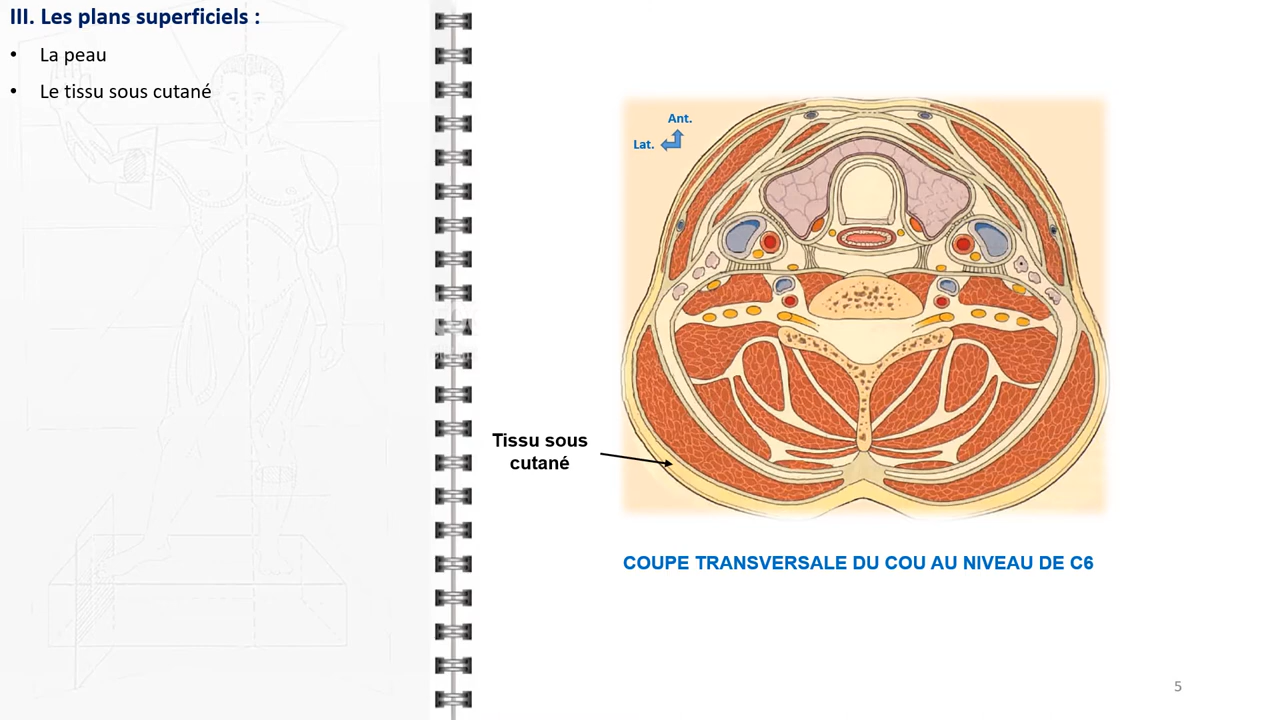 III. Les plans superficiels :
• La peau
• Le tissu sous cutané
Ant.
Lat.
Tissu sous
cutané
COUPE TRANSVERSALE DU COU AU NIVEAU DE C6
5